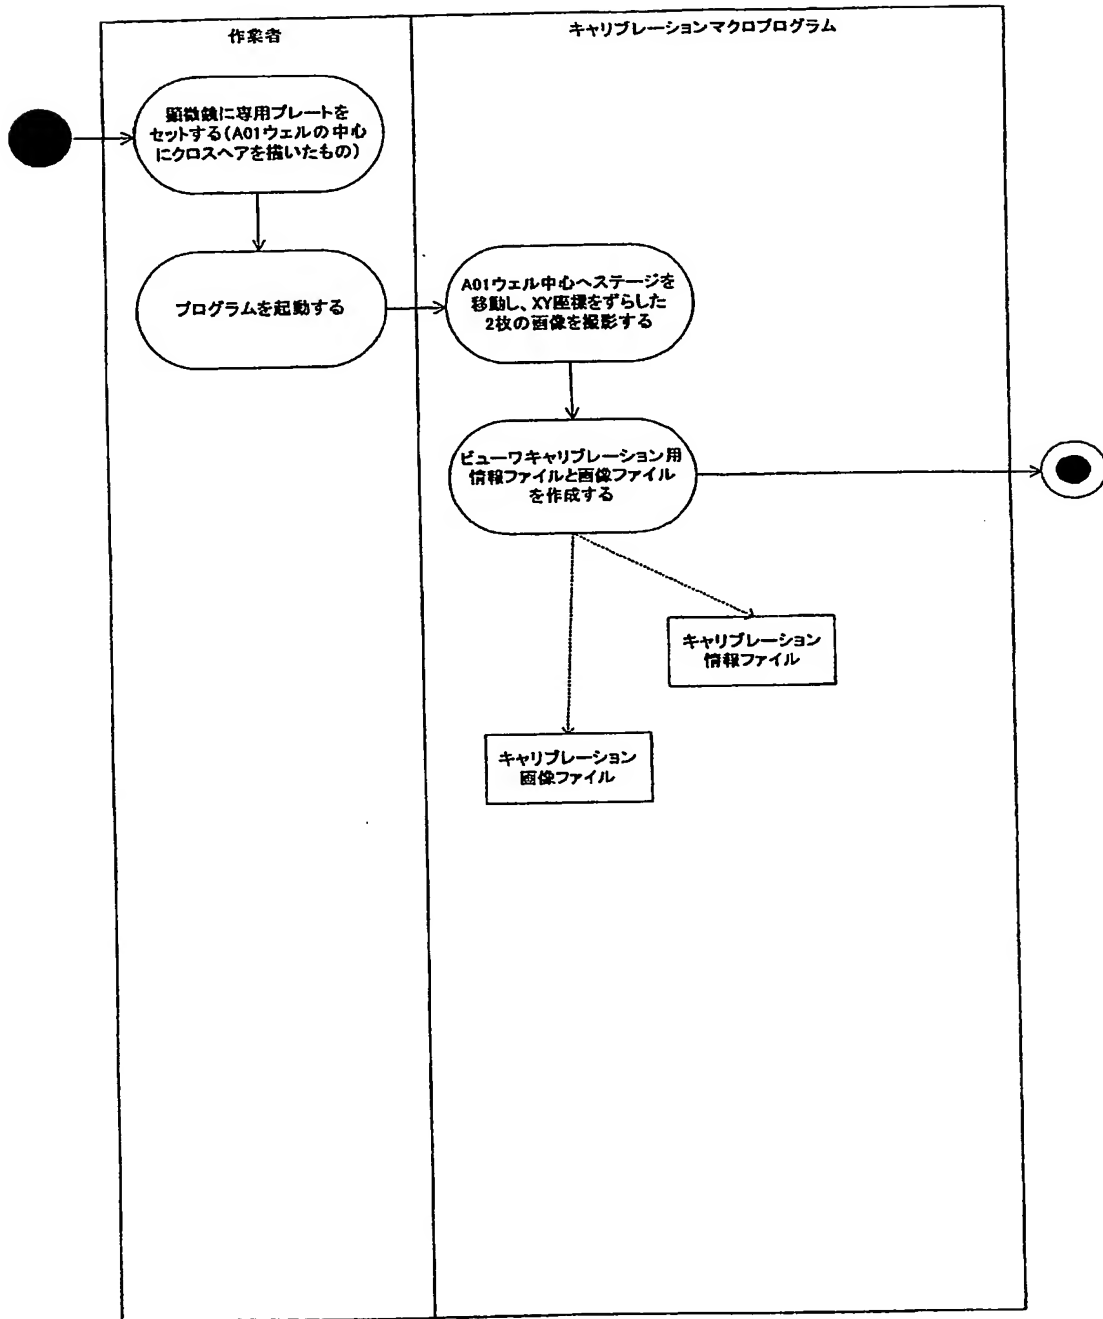 作業者
キャリブレーションマクロプログラム
顕微鏡に専用プレートを
セットする(A01ウェルの中心
にクロスヘアを描いたもの)
プログラムを起動する
A01ウェル中心へステージを
移動し、XY座標をずらした
2枚の画像を撮影する
ビューワキャリブレーション用
情報ファイルと画像ファイル
を作成する
キャリブレーション
情報ファイル
キャリブレーション
画像ファイル